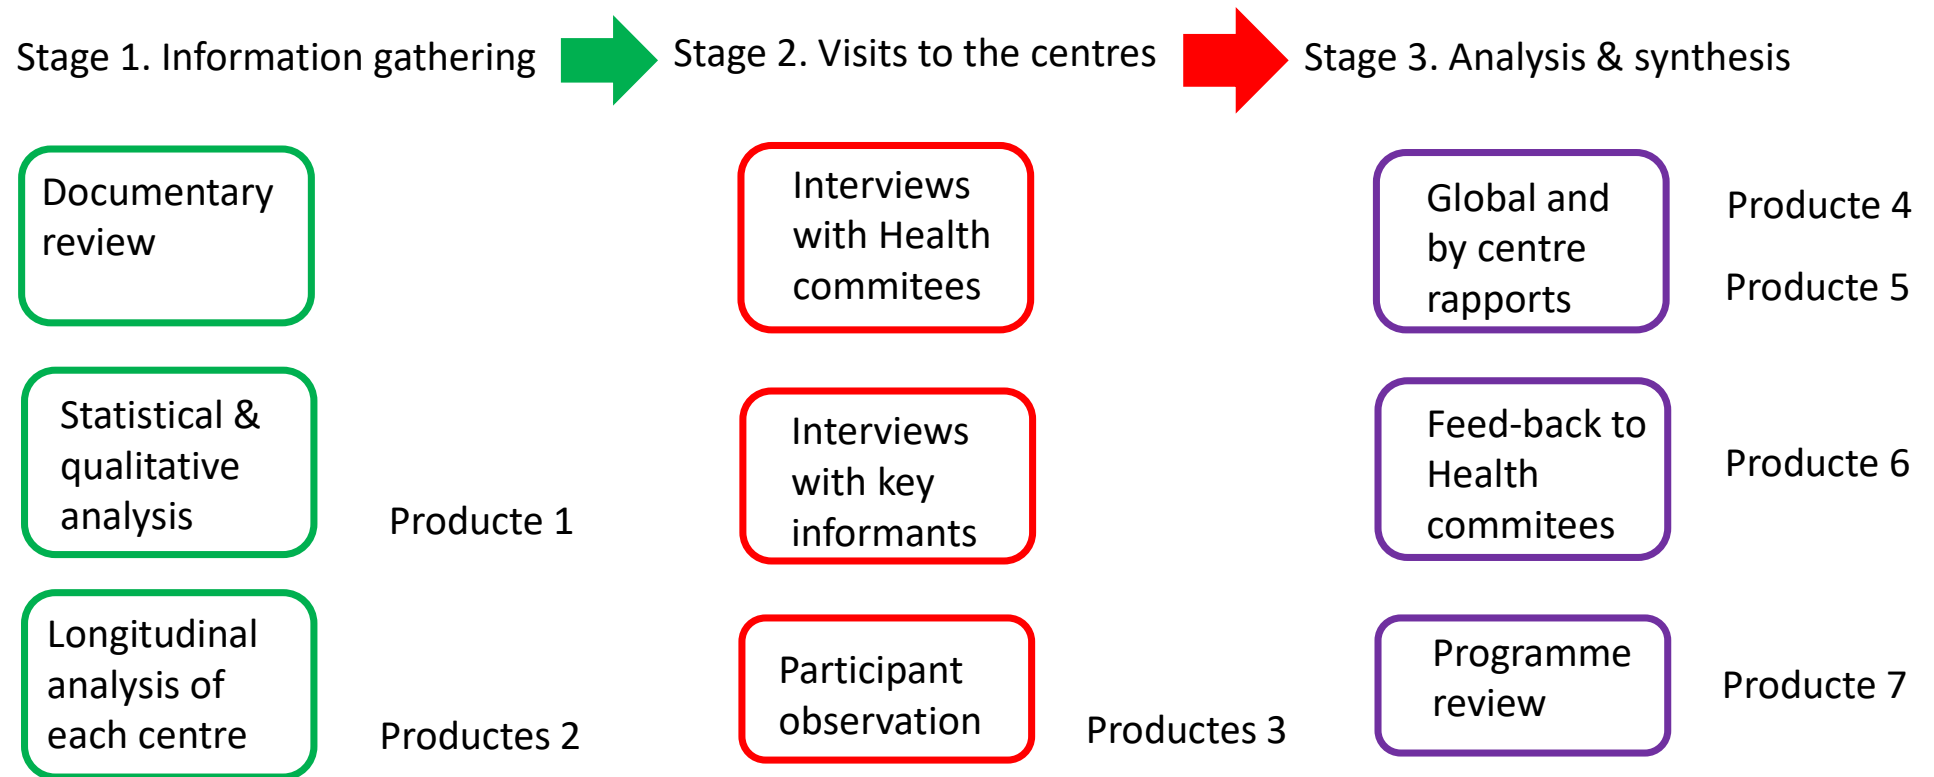 Stage 1. Information gathering
Stage 2. Visits to the centres
Stage 3. Analysis & synthesis
Documentary
review
Statistical &
qualitative
analysis
Producte 1
Longitudinal
analysis of
each centre
Productes 2
Interviews
with Health
commitees
Interviews
with key
informants
Participant
observation
Productes 3
Global and
by centre
rapports
Producte 4
Producte 5
Feed-back to
Health
commitees
Producte 6
Programme
review
Producte 7